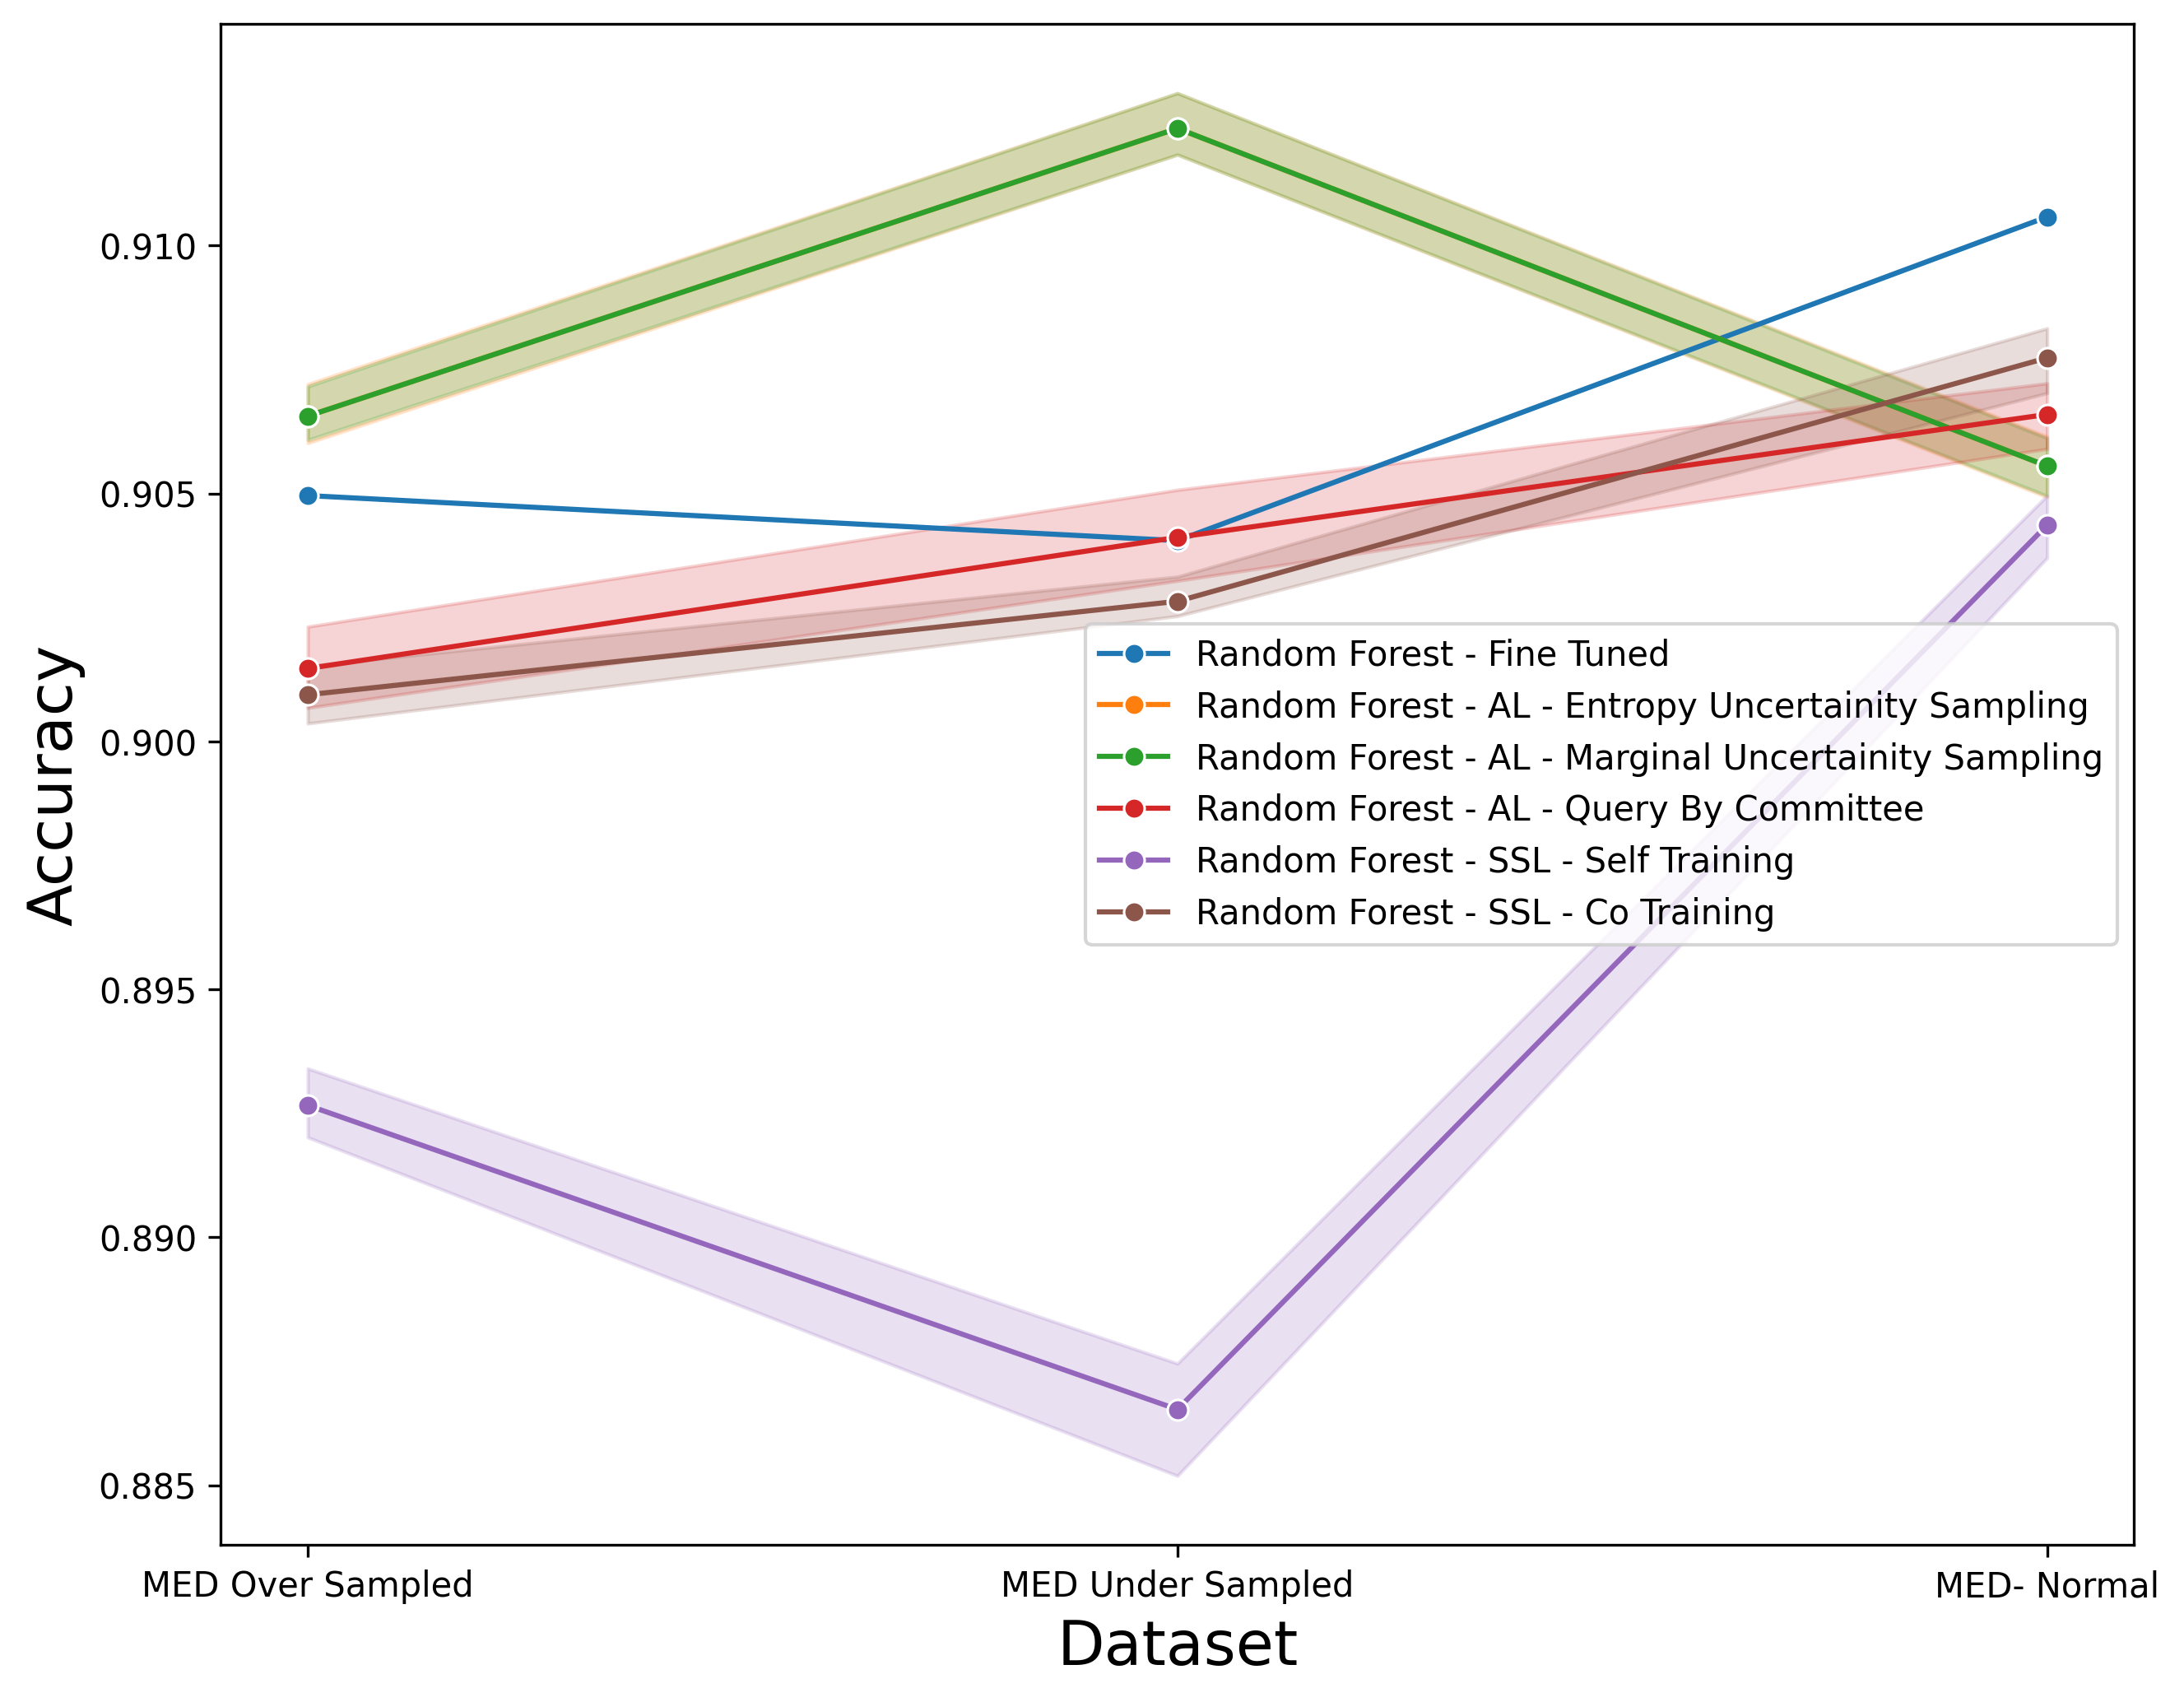 Accuracy
0.910
0.905
0.900
0.895
0.890
0.885
Random Forest - Fine Tuned
Random Forest - AL - Entropy Uncertainity Sampling
Random Forest - AL - Marginal Uncertainity Sampling
Random Forest - AL - Query By Committee
Random Forest - SSL - Self Training
Random Forest - SSL - Co Training
MED Over Sampled
MED Under Sampled
MED- Normal
Dataset